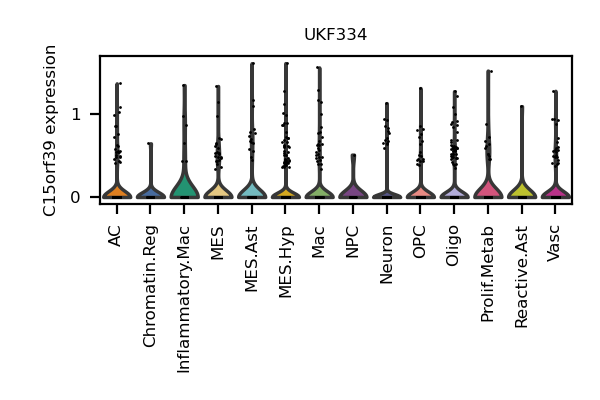 UKF334
C15orf39 expression
1
0
AC
Chromatin.Reg
Inflammatory.Mac
MES
MES.Ast
MES.Hyp
Mac
NPC
Neuron
OPC
Oligo
Prolif.Metab
Reactive.Ast
Vasc